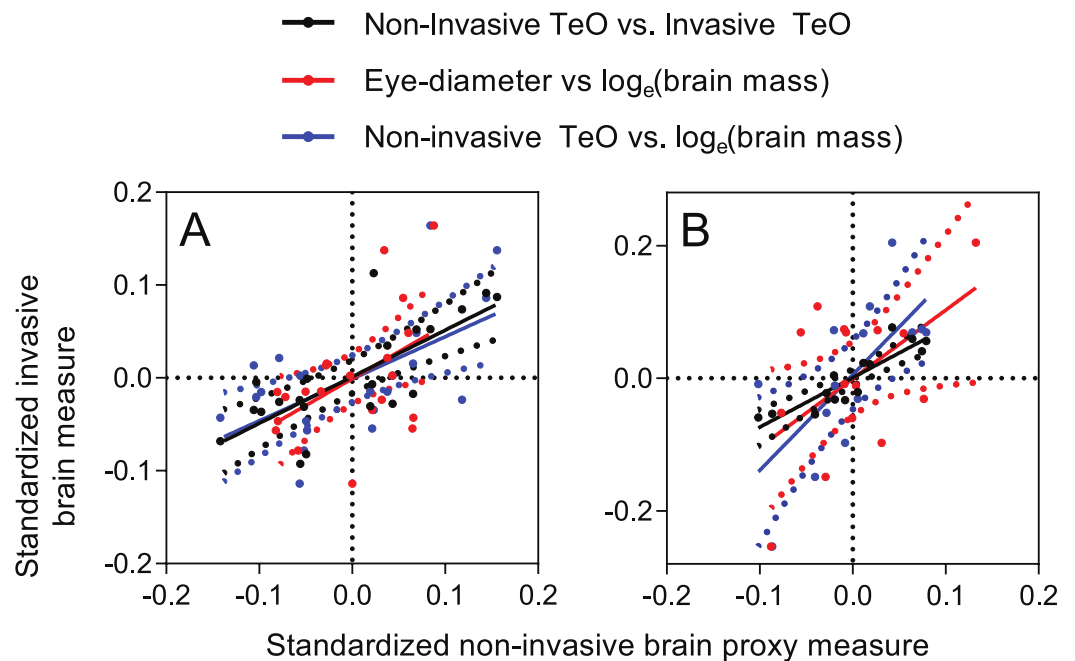 Non-Invasive TeO vs. Invasive TeO
Eye-diameter vs logₑ(brain mass)
Non-invasive TeO vs. logₑ(brain mass)
A
B
Standardized invasive
brain measure
0.2
0.1
0.0
-0.1
-0.2
-0.2
-0.1
0.0
0.1
0.2
0.2
0.0
-0.2
-0.2
-0.1
0.0
0.1
0.2
Standardized non-invasive brain proxy measure